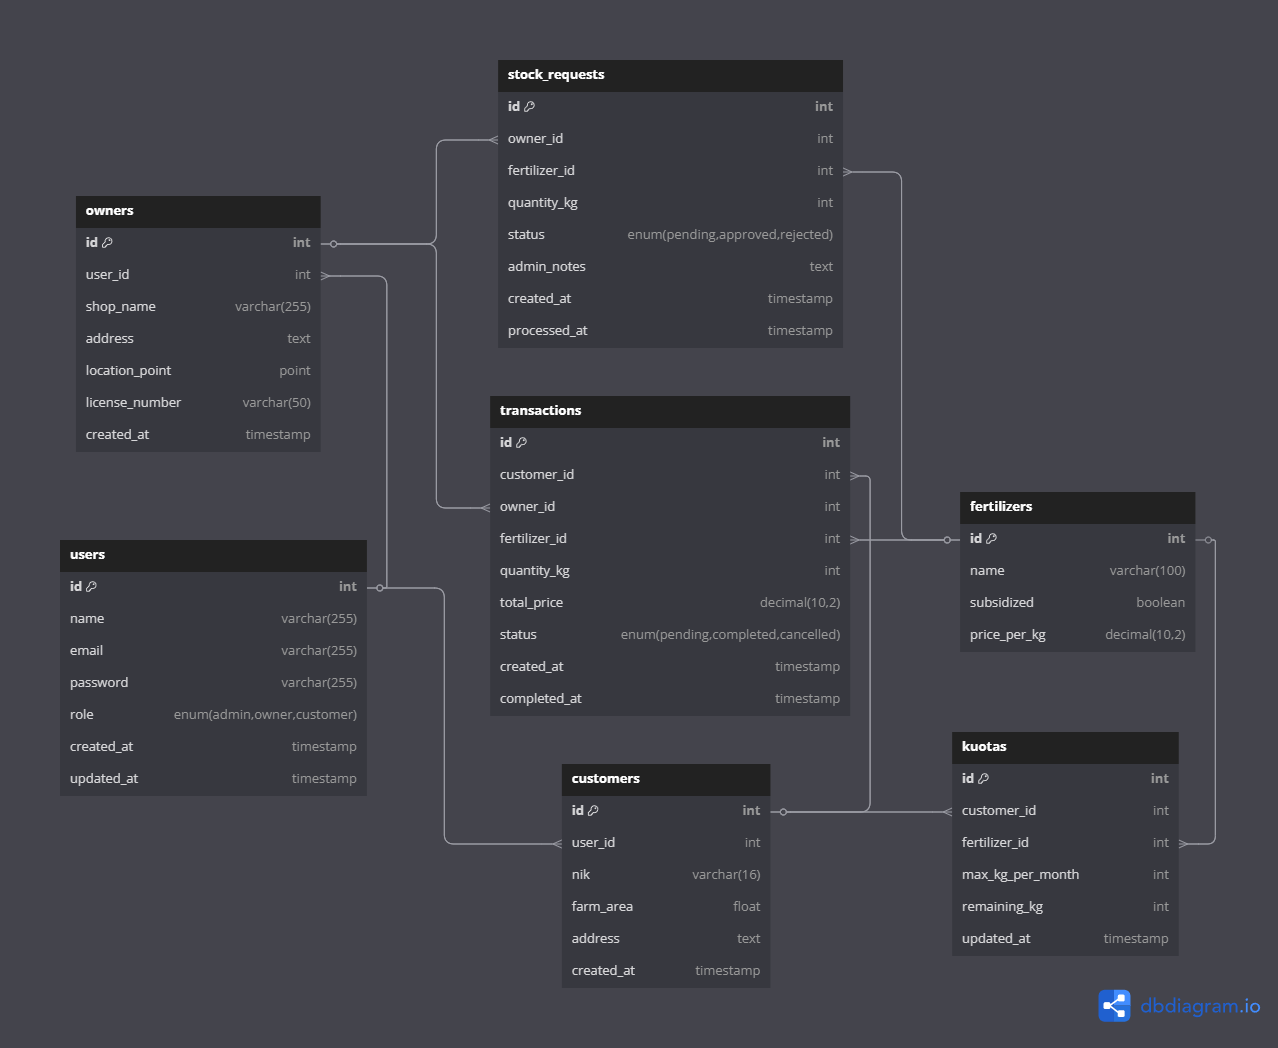 stock_requests
id int
owner_id int
fertilizer_id int
quantity_kg int
status enum(pending,approved,rejected)
admin_notes text
created_at timestamp
processed_at timestamp
owners
id int
user_id int
shop_name varchar(255)
address text
location_point point
license_number varchar(50)
created_at timestamp
transactions
id int
customer_id int
owner_id int
fertilizer_id int
quantity_kg int
total_price decimal(10,2)
status enum(pending,completed,cancelled)
created_at timestamp
completed_at timestamp
fertilizers
id int
name varchar(100)
subsidized boolean
price_per_kg decimal(10,2)
users
id int
name varchar(255)
email varchar(255)
password varchar(255)
role enum(admin,owner,customer)
created_at timestamp
updated_at timestamp
customers
id int
user_id int
nik varchar(16)
farm_area float
address text
created_at timestamp
kuotas
id int
customer_id int
fertilizer_id int
max_kg_per_month int
remaining_kg int
updated_at timestamp
dbdiagram.io